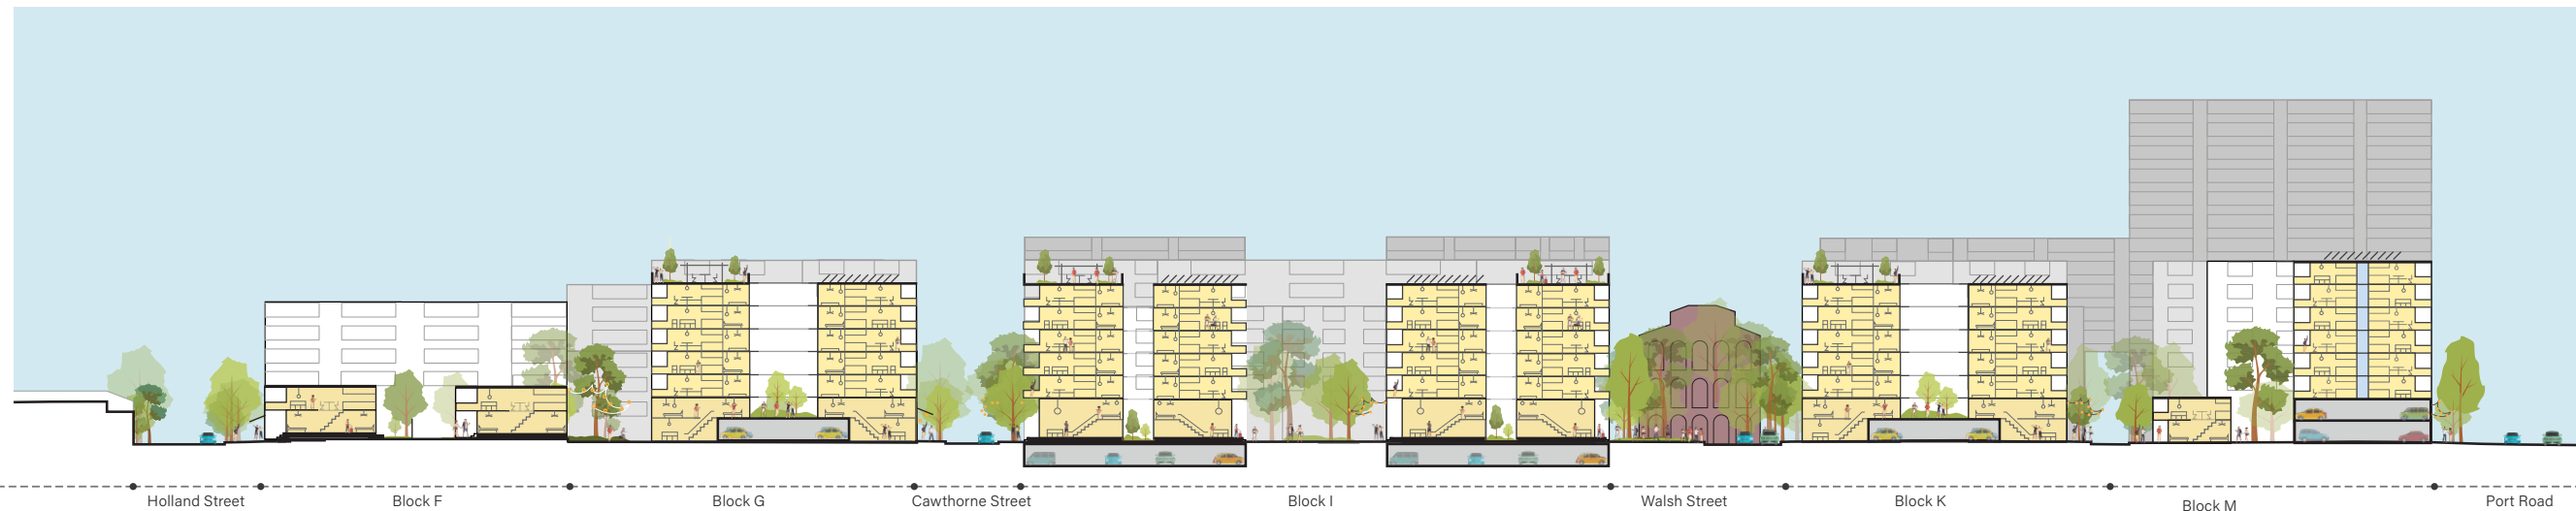 Holland Street
Block F
Block G
Cawthorne Street
Block I
Walsh Street
Block K
Block M
Port Road